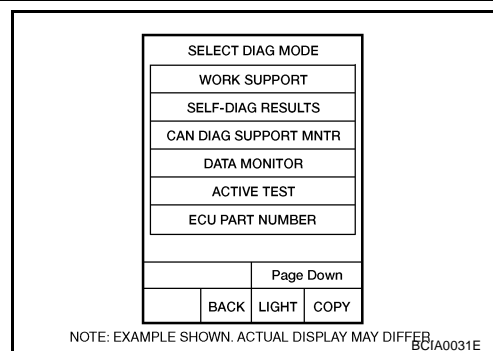 SELECT DIAG MODE
WORK SUPPORT
SELF-DIAG RESULTS
CAN DIAG SUPPORT MNTR
DATA MONITOR
ACTIVE TEST
ECU PART NUMBER
Page Down
BACK LIGHT COPY
NOTE: EXAMPLE SHOWN. ACTUAL DISPLAY MAY DIFFER.
BCIA0031E